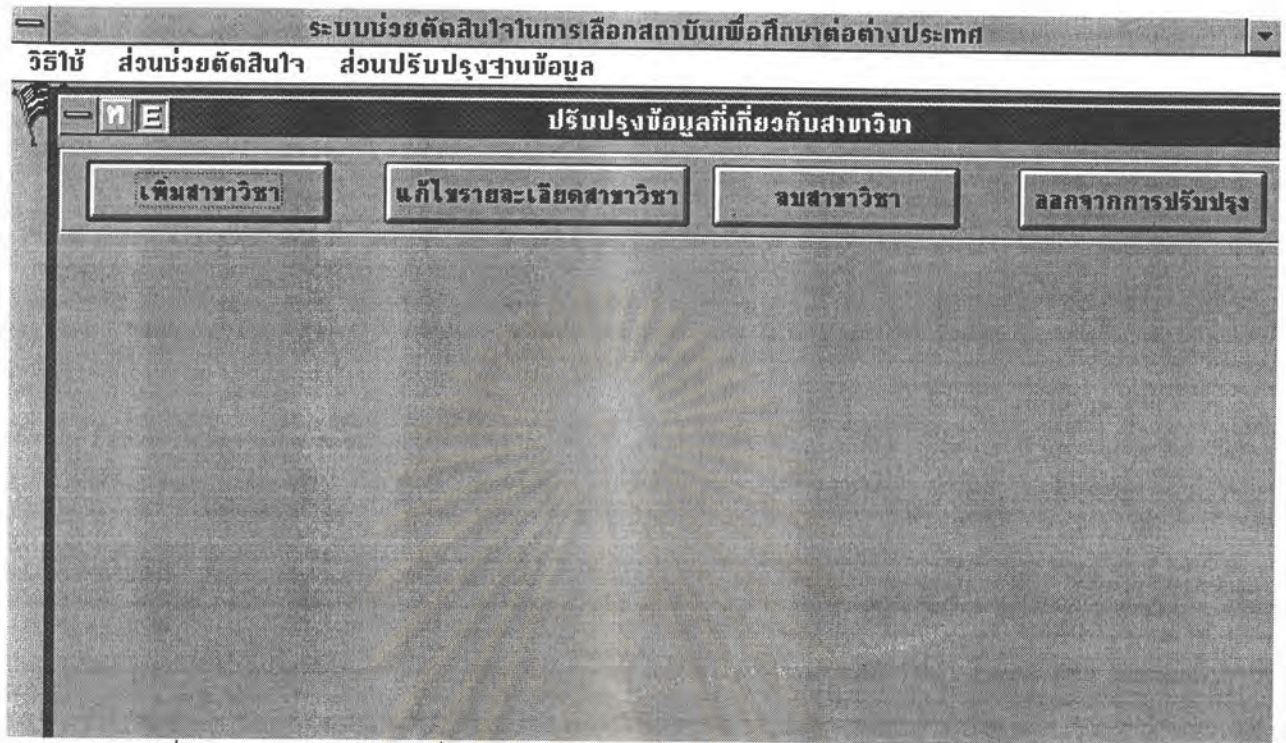 ระบบช่วยตัดสินใจในการเลือกสถาบันเพื่อศึกษาต่อต่างประเทศ
วิธีใช้ ส่วนช่วยตัดสินใจ ส่วนปรับปรุงฐานข้อมูล
ท E ปรับปรุงข้อมูลที่เกี่ยวกับสาขาวิชา
เพิ่มสาขาวิชา แก้ไขรายละเอียดสาขาวิชา ลบสาขาวิชา ออกจากการปรับปรุง